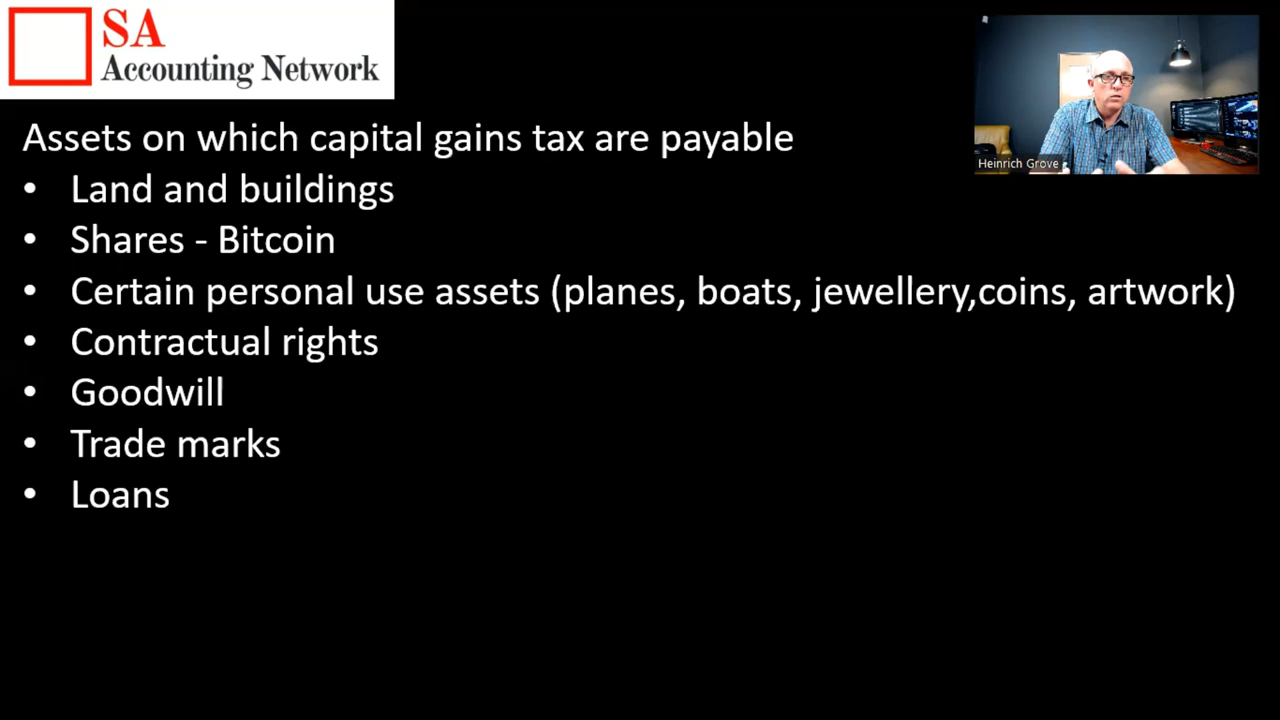 SA
Accounting Network
Heinrich Grove
Assets on which capital gains tax are payable
• Land and buildings
• Shares - Bitcoin
• Certain personal use assets (planes, boats, jewellery,coins, artwork)
• Contractual rights
• Goodwill
• Trade marks
• Loans